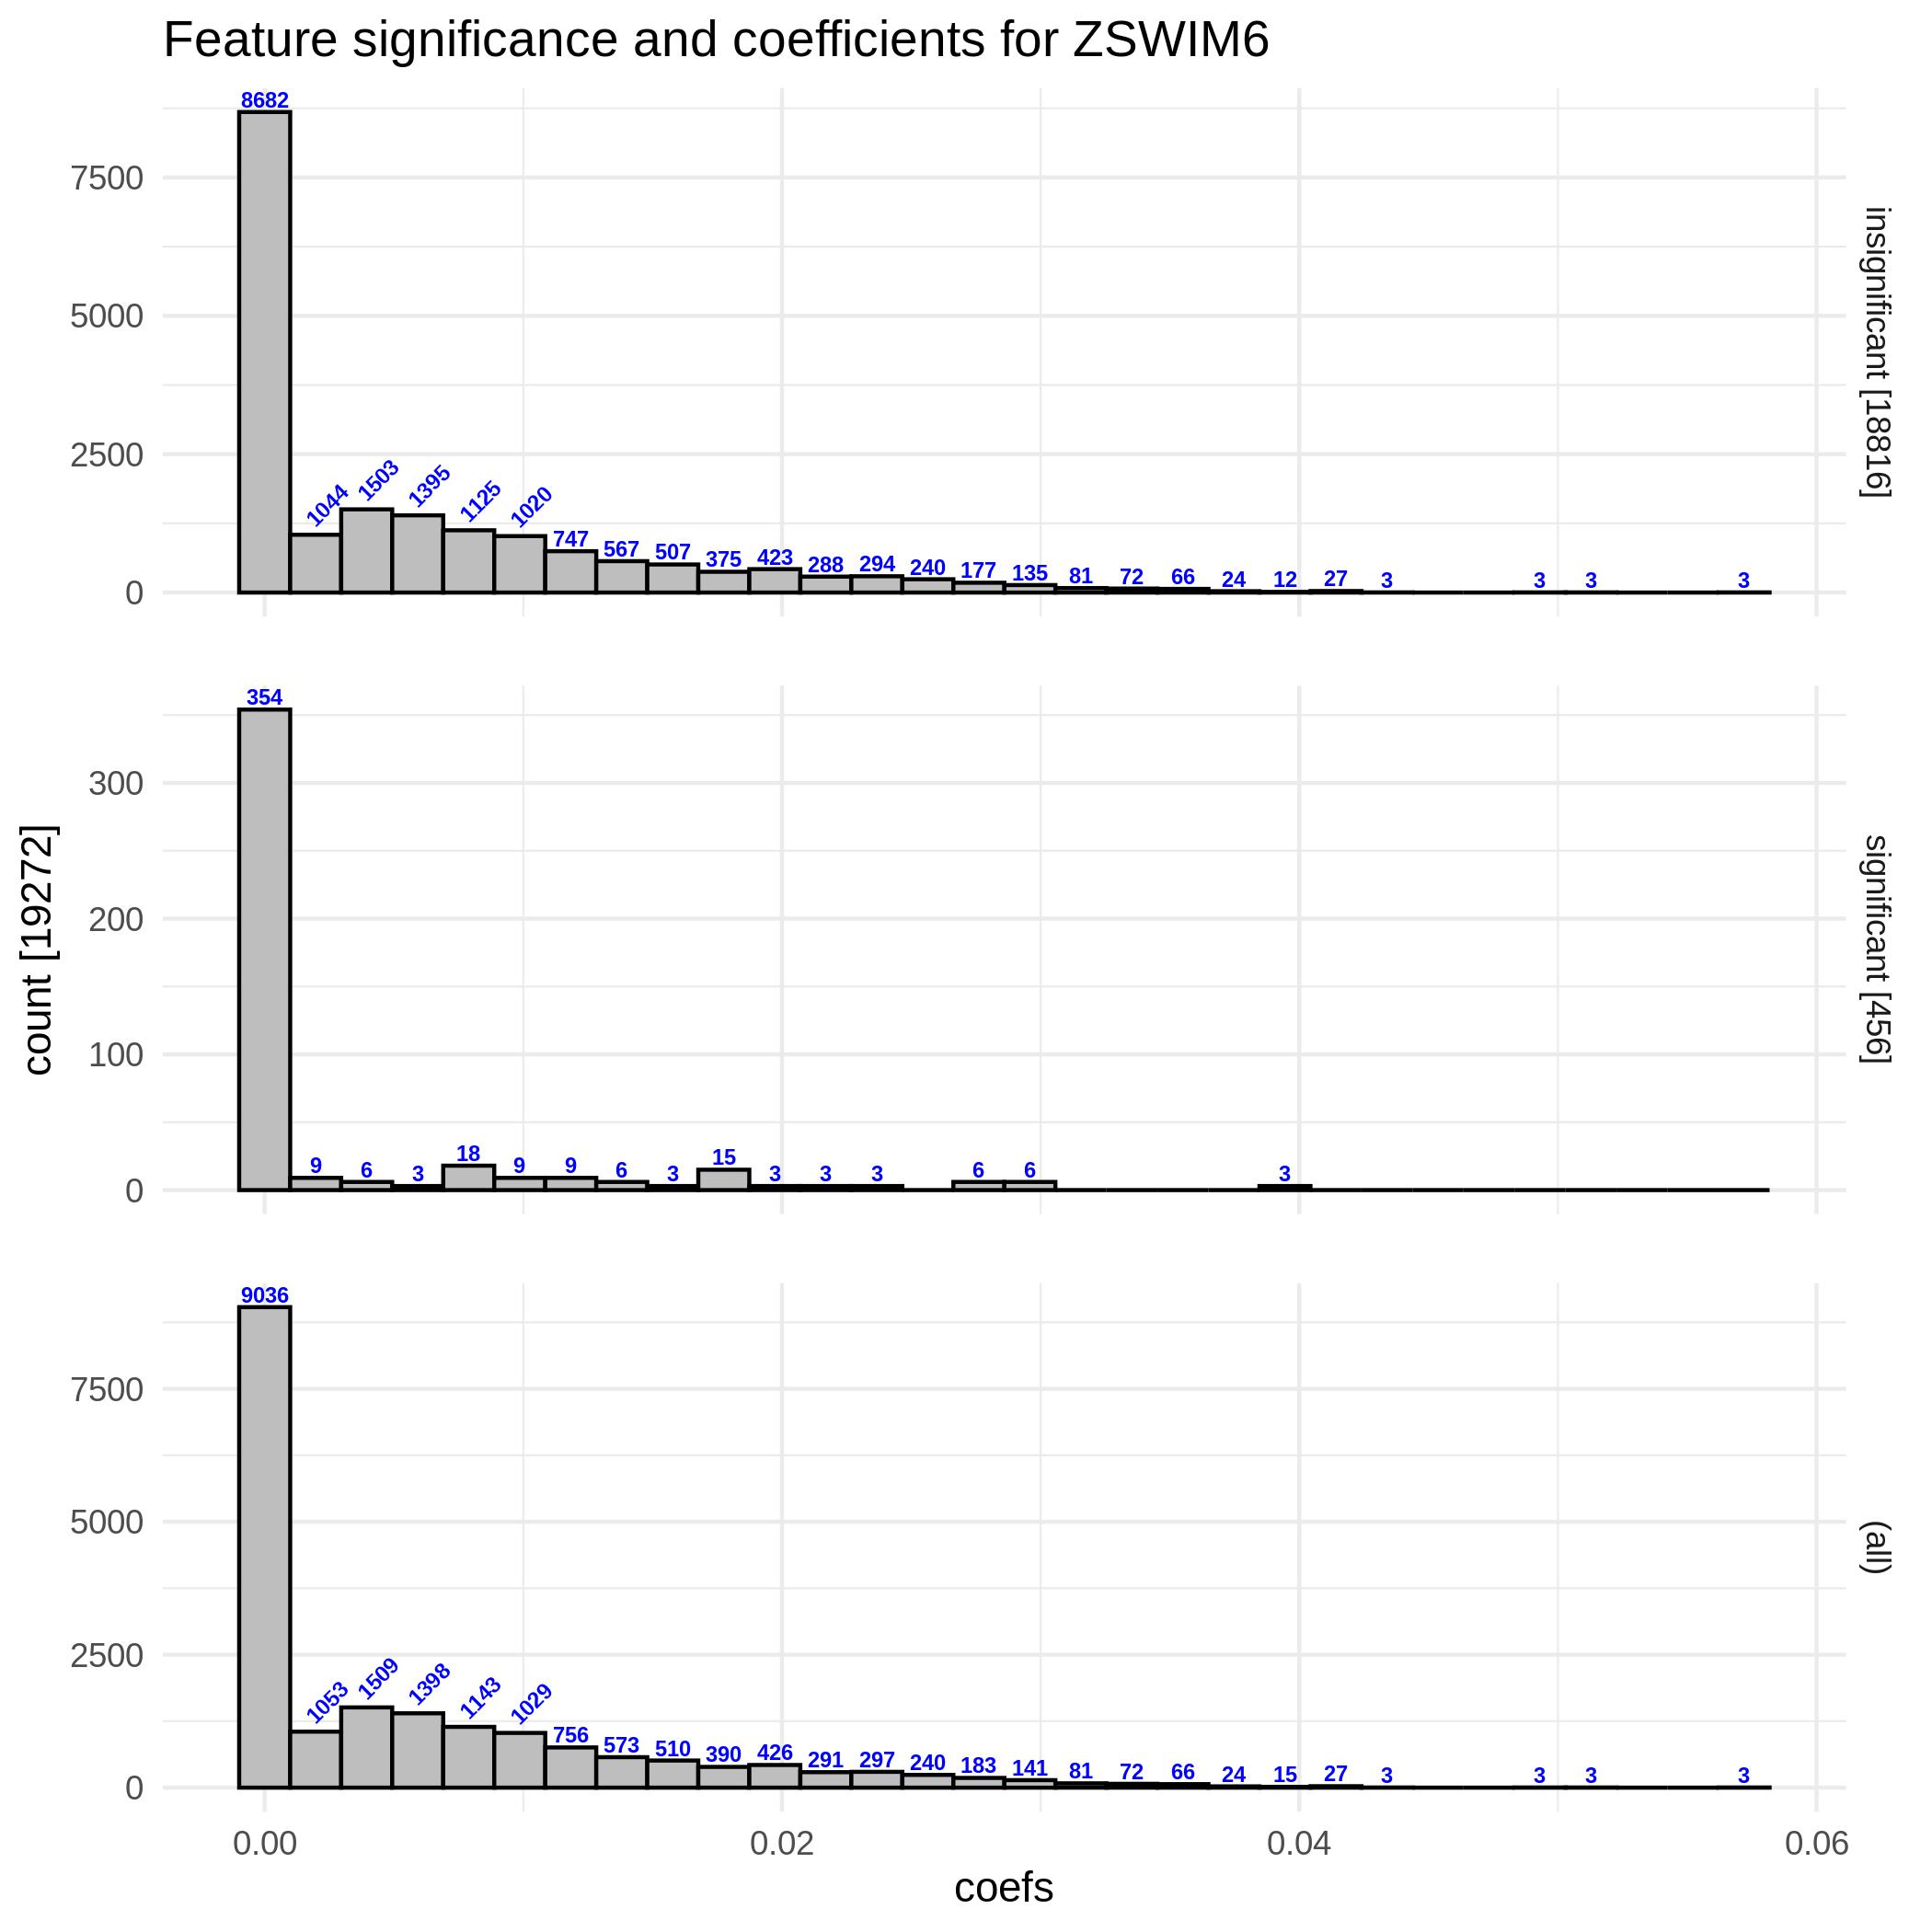 Feature significance and coefficients for ZSWIM6
8682
7500
5000
2500
0
1044 1503 1395 1125 1020 747 567 507 375 423 288 294 240 177 135 81 72 66 24 12 27 3 3 3 3
insignificant [18816]
354
300
200
100
0
9 6 3 18 9 9 6 3 15 3 3 3 6 6 3
significant [456]
count [19272]
9036
7500
5000
2500
0
1053 1509 1398 1143 1029 756 573 510 390 426 291 297 240 183 141 81 72 66 24 15 27 3 3 3 3
(all)
0.00 0.02 0.04 0.06
coefs